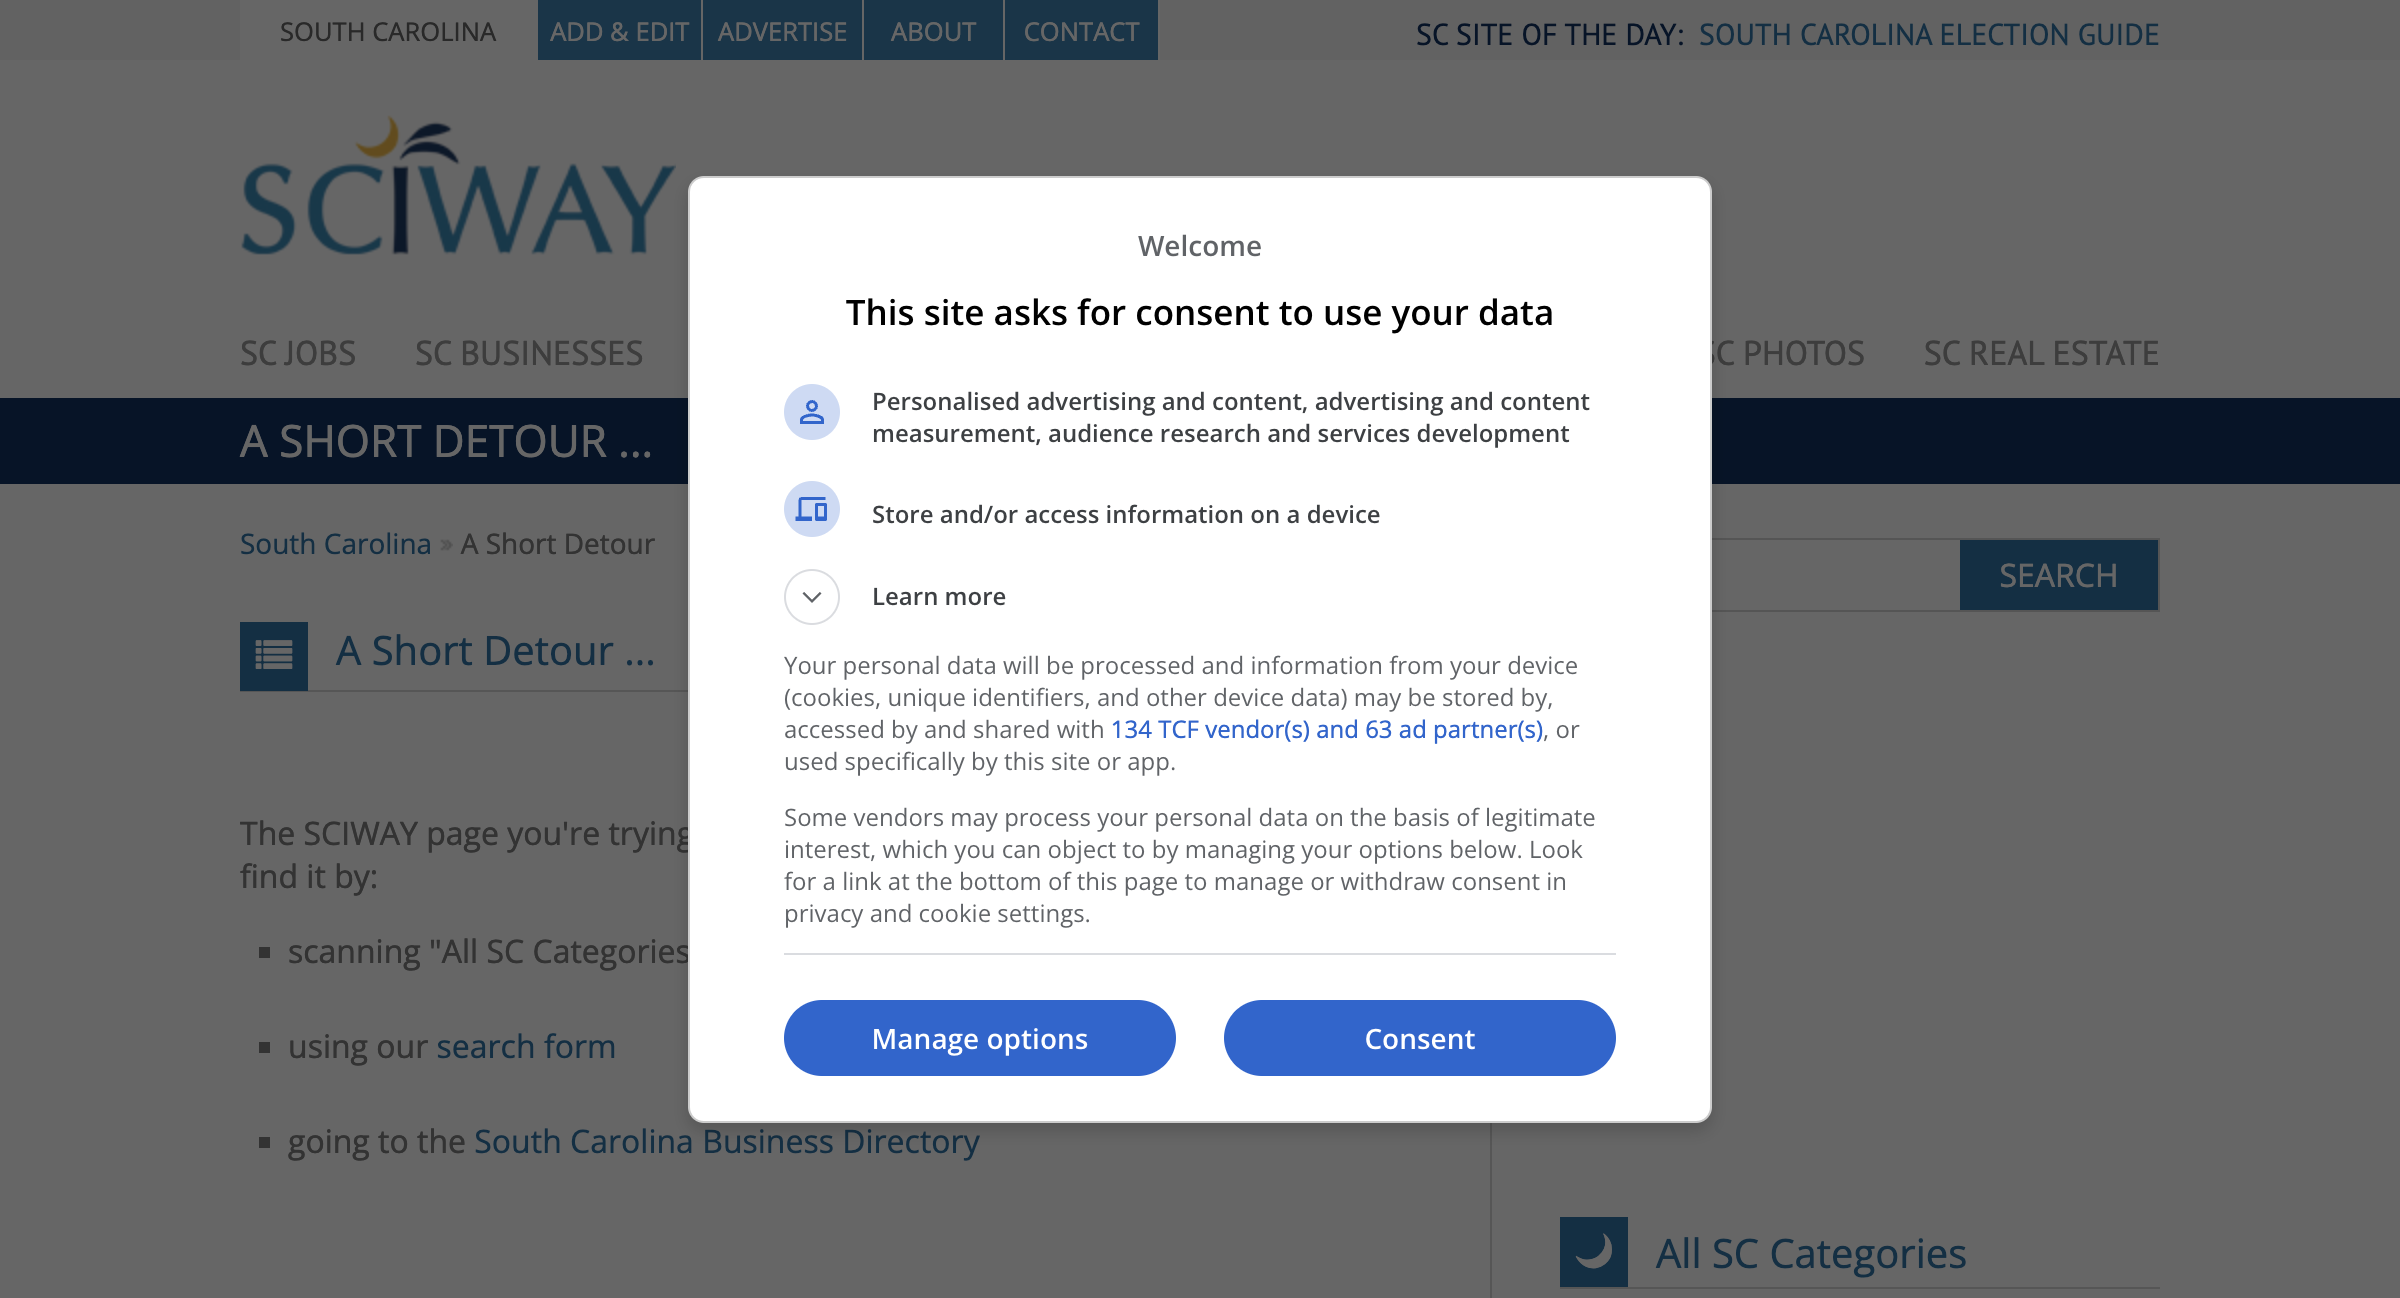 SOUTH CAROLINA
ADD & EDIT
ADVERTISE
ABOUT
CONTACT
SC SITE OF THE DAY: SOUTH CAROLINA ELECTION GUIDE
SCIWAY
SC JOBS
SC BUSINESSES
SC PHOTOS
SC REAL ESTATE
A SHORT DETOUR ...
South Carolina » A Short Detour
SEARCH
A Short Detour ...
The SCIWAY page you're trying
find it by:
▪ scanning "All SC Categories
▪ using our search form
▪ going to the South Carolina Business Directory
All SC Categories
Welcome
This site asks for consent to use your data
Personalised advertising and content, advertising and content
measurement, audience research and services development
Store and/or access information on a device
Learn more
Your personal data will be processed and information from your device
(cookies, unique identifiers, and other device data) may be stored by,
accessed by and shared with 134 TCF vendor(s) and 63 ad partner(s), or
used specifically by this site or app.
Some vendors may process your personal data on the basis of legitimate
interest, which you can object to by managing your options below. Look
for a link at the bottom of this page to manage or withdraw consent in
privacy and cookie settings.
Manage options
Consent